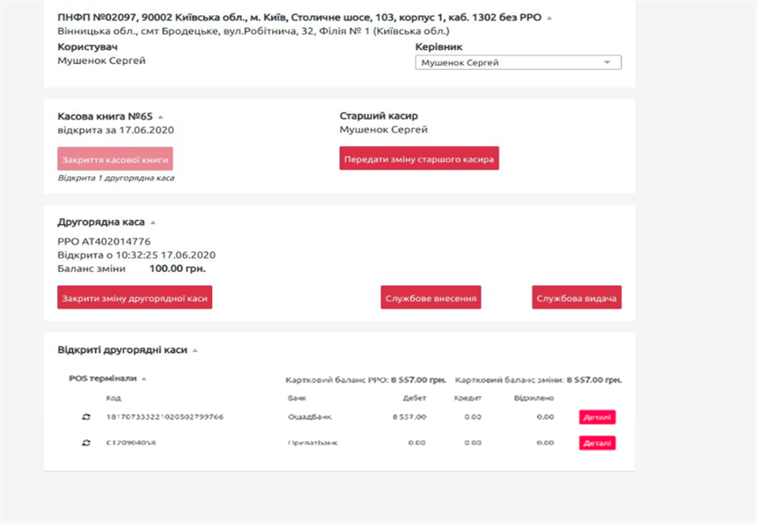 ПНФП №02097, 90002 Київська обл., м. Київ, Столичне шосе, 103, корпус 1, каб. 1302 без РРО
Вінницька обл., смт Бродецьке, вул.Робітнича, 32, Філія № 1 (Київська обл.)
Користувач Керівник
Мушенок Сергей Мушенок Сергей
Касова книга №65 Старший касир
відкрита за 17.06.2020 Мушенок Сергей
Закриття касової книги Передати зміну старшого касира
Відкрита 1 другорядна каса
Другорядна каса
РРО АТ402014776
Відкрита о 10:32:25 17.06.2020
Баланс зміни 100.00 грн.
Закрити зміну другорядної каси Службове внесення Службова видача
Відкриті другорядні каси
POS термінали Картковий баланс РРО: 8 557.00 грн. Картковий баланс зміни: 8 557.00 грн.
Код Банк Дебет Кредит Відхилено
Ощадбанк 8 557.00 0.00 0.00 Деталі
ПриватБанк 0.00 0.00 0.00 Деталі